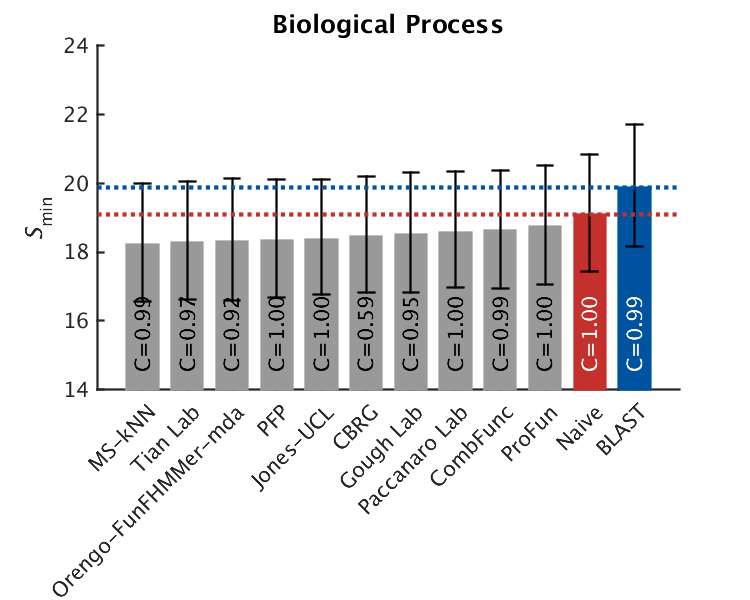 Biological Process
24
22
20
18
16
14
Smin
C=0.99
C=0.97
C=0.92
C=1.00
C=1.00
C=0.59
C=0.95
C=1.00
C=0.99
C=1.00
C=1.00
C=0.99
MS-kNN
Tian Lab
Orengo-FunFHMMer-mda
PFP
Jones-UCL
CBRG
Gough Lab
Paccanaro Lab
CombFunc
ProFun
Naive
BLAST